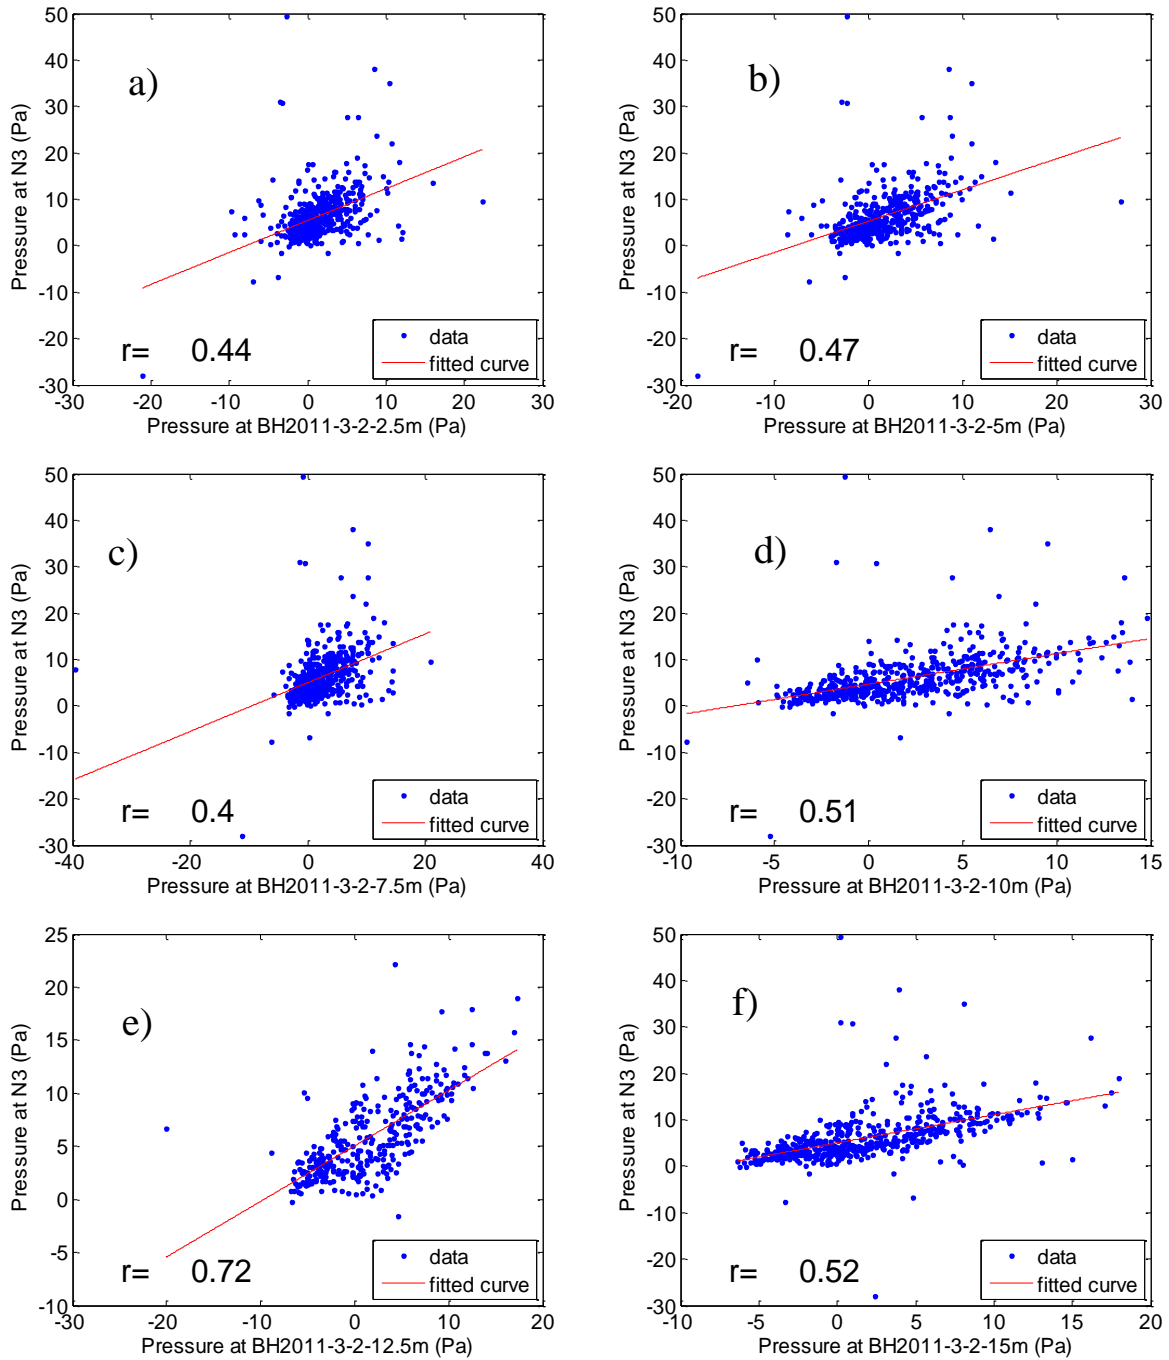 a)
50
40
30
20
10
0
-10
-20
-30
Pressure at N3 (Pa)
r= 0.44
data
fitted curve
-30 -20 -10 0 10 20 30
Pressure at BH2011-3-2-2.5m (Pa)
b)
50
40
30
20
10
0
-10
-20
-30
Pressure at N3 (Pa)
r= 0.47
data
fitted curve
-20 -10 0 10 20 30
Pressure at BH2011-3-2-5m (Pa)
c)
50
40
30
20
10
0
-10
-20
-30
Pressure at N3 (Pa)
r= 0.4
data
fitted curve
-40 -20 0 20 40
Pressure at BH2011-3-2-7.5m (Pa)
d)
50
40
30
20
10
0
-10
-20
-30
Pressure at N3 (Pa)
r= 0.51
data
fitted curve
-10 -5 0 5 10 15
Pressure at BH2011-3-2-10m (Pa)
e)
25
20
15
10
5
0
-5
-10
Pressure at N3 (Pa)
r= 0.72
data
fitted curve
-30 -20 -10 0 10 20
Pressure at BH2011-3-2-12.5m (Pa)
f)
50
40
30
20
10
0
-10
-20
-30
Pressure at N3 (Pa)
r= 0.52
data
fitted curve
-10 -5 0 5 10 15 20
Pressure at BH2011-3-2-15m (Pa)